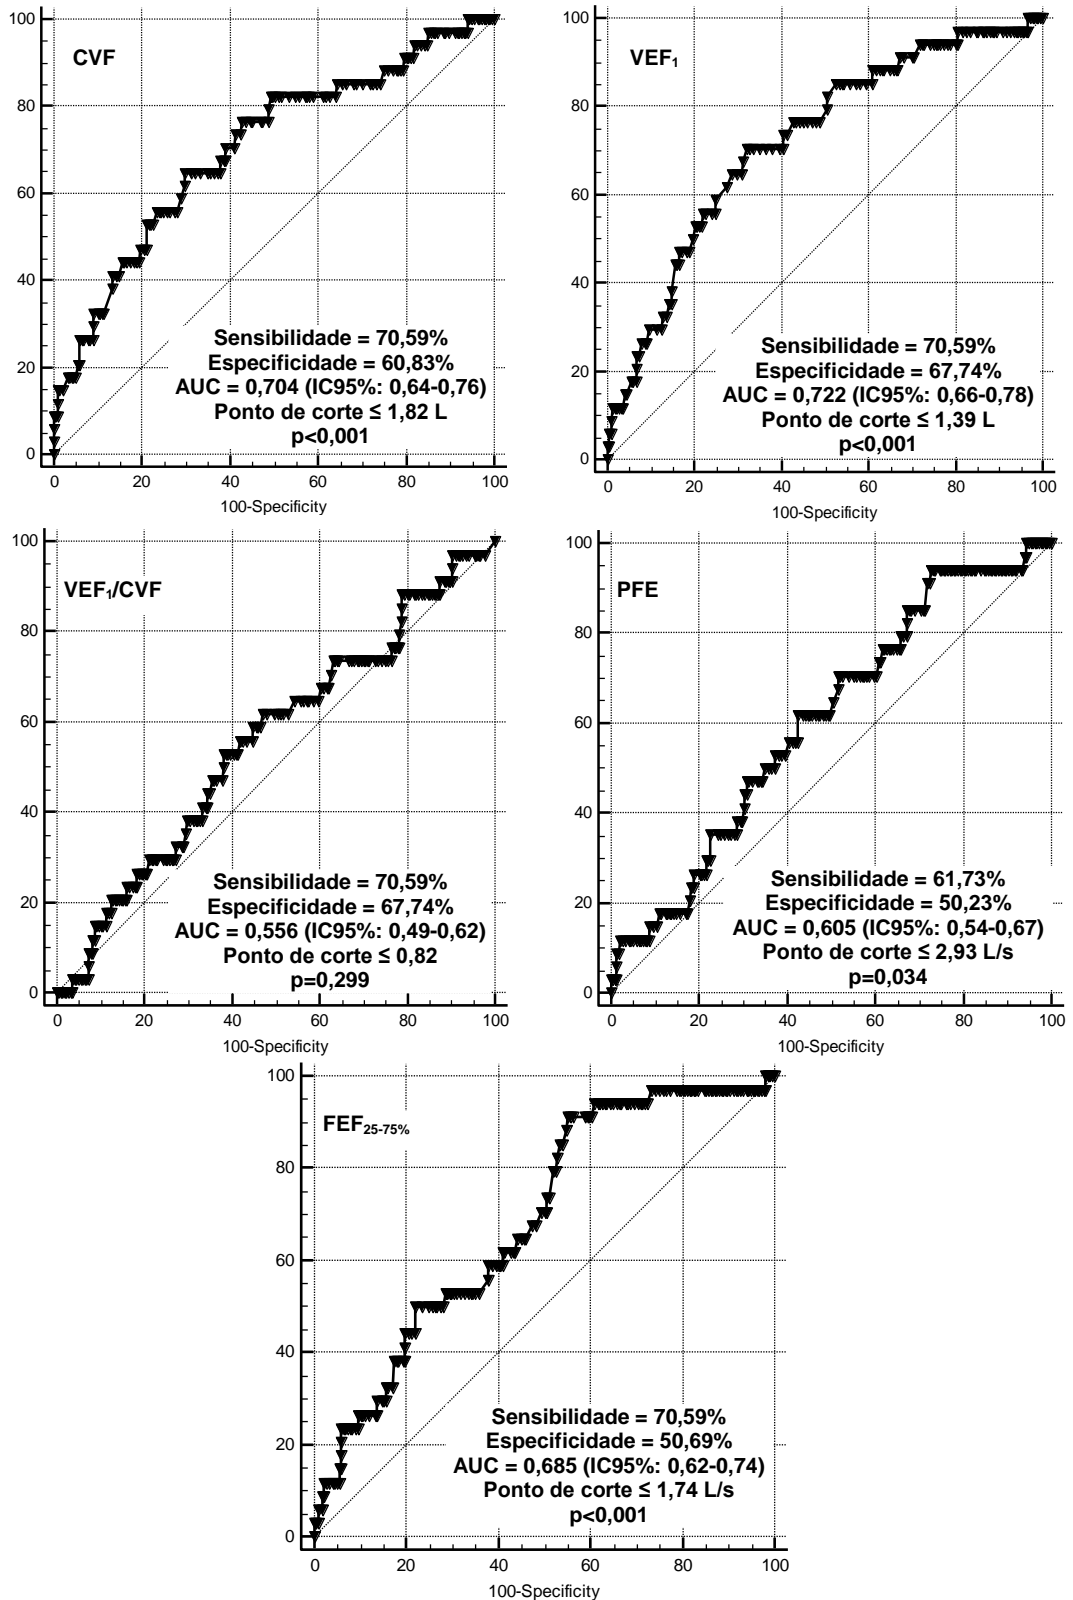 100
80
60
40
20
0
CVF
Sensibilidade = 70,59%
Especificidade = 60,83%
AUC = 0,704 (IC95%: 0,64-0,76)
Ponto de corte ≤ 1,82 L
p<0,001
0 20 40 60 80 100
100-Specificity
100
80
60
40
20
0
VEF₁
Sensibilidade = 70,59%
Especificidade = 67,74%
AUC = 0,722 (IC95%: 0,66-0,78)
Ponto de corte ≤ 1,39 L
p<0,001
0 20 40 60 80 100
100-Specificity
100
80
60
40
20
0
VEF₁/CVF
Sensibilidade = 70,59%
Especificidade = 67,74%
AUC = 0,556 (IC95%: 0,49-0,62)
Ponto de corte ≤ 0,82
p=0,299
0 20 40 60 80 100
100-Specificity
100
80
60
40
20
0
PFE
Sensibilidade = 61,73%
Especificidade = 50,23%
AUC = 0,605 (IC95%: 0,54-0,67)
Ponto de corte ≤ 2,93 L/s
p=0,034
0 20 40 60 80 100
100-Specificity
100
80
60
40
20
0
FEF₂₅₋₇₅%
Sensibilidade = 70,59%
Especificidade = 50,69%
AUC = 0,685 (IC95%: 0,62-0,74)
Ponto de corte ≤ 1,74 L/s
p<0,001
0 20 40 60 80 100
100-Specificity